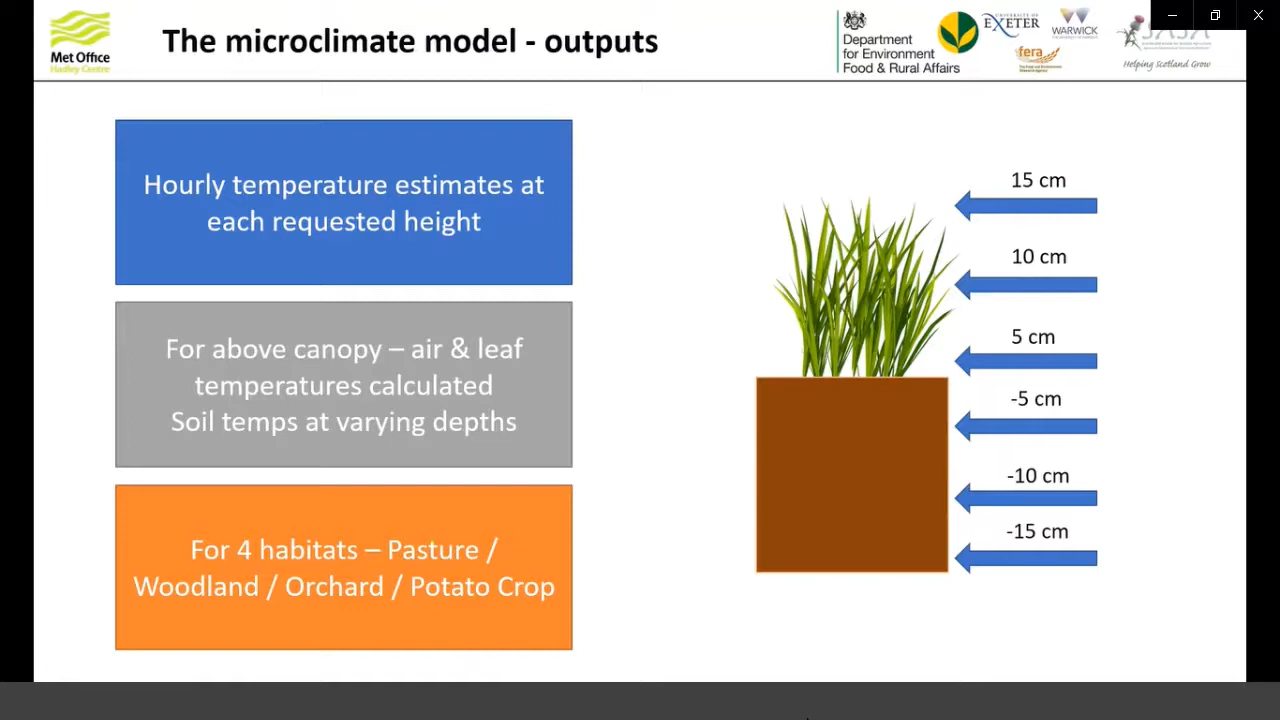 Met Office
Hadley Centre
The microclimate model - outputs
Department
for Environment
Food & Rural Affairs
UNIVERSITY OF
EXETER
WARWICK
fera
SASA
Helping Scotland Grow
Hourly temperature estimates at
each requested height
For above canopy – air & leaf
temperatures calculated
Soil temps at varying depths
For 4 habitats – Pasture /
Woodland / Orchard / Potato Crop
15 cm
10 cm
5 cm
-5 cm
-10 cm
-15 cm